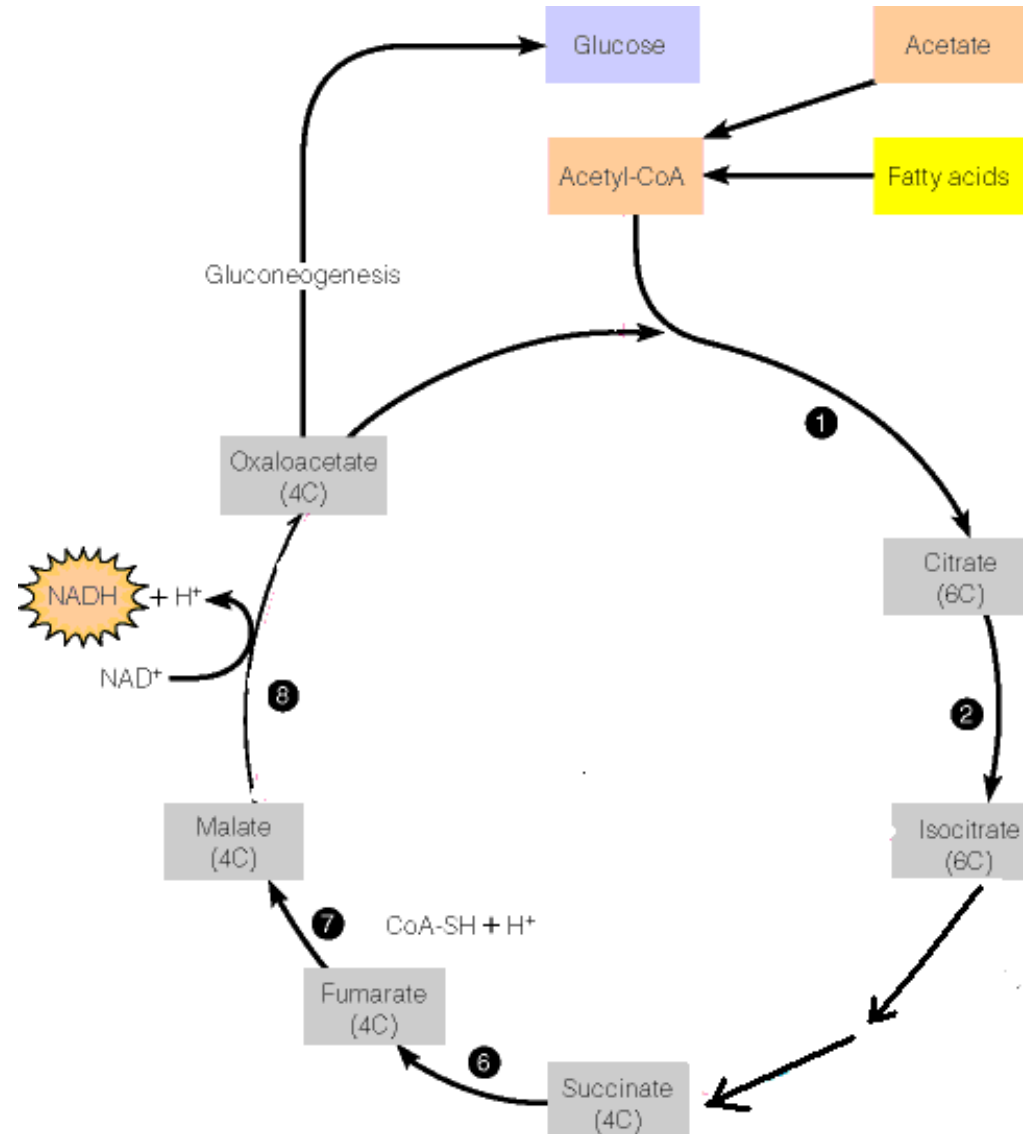 Glucose
Acetate
Acetyl-CoA
Fatty acids
Gluconeogenesis
1
Oxaloacetate
(4C)
Citrate
(6C)
NADH + H⁺
NAD⁺
8
2
Malate
(4C)
Isocitrate
(6C)
7
CoA-SH + H⁺
Fumarate
(4C)
6
Succinate
(4C)